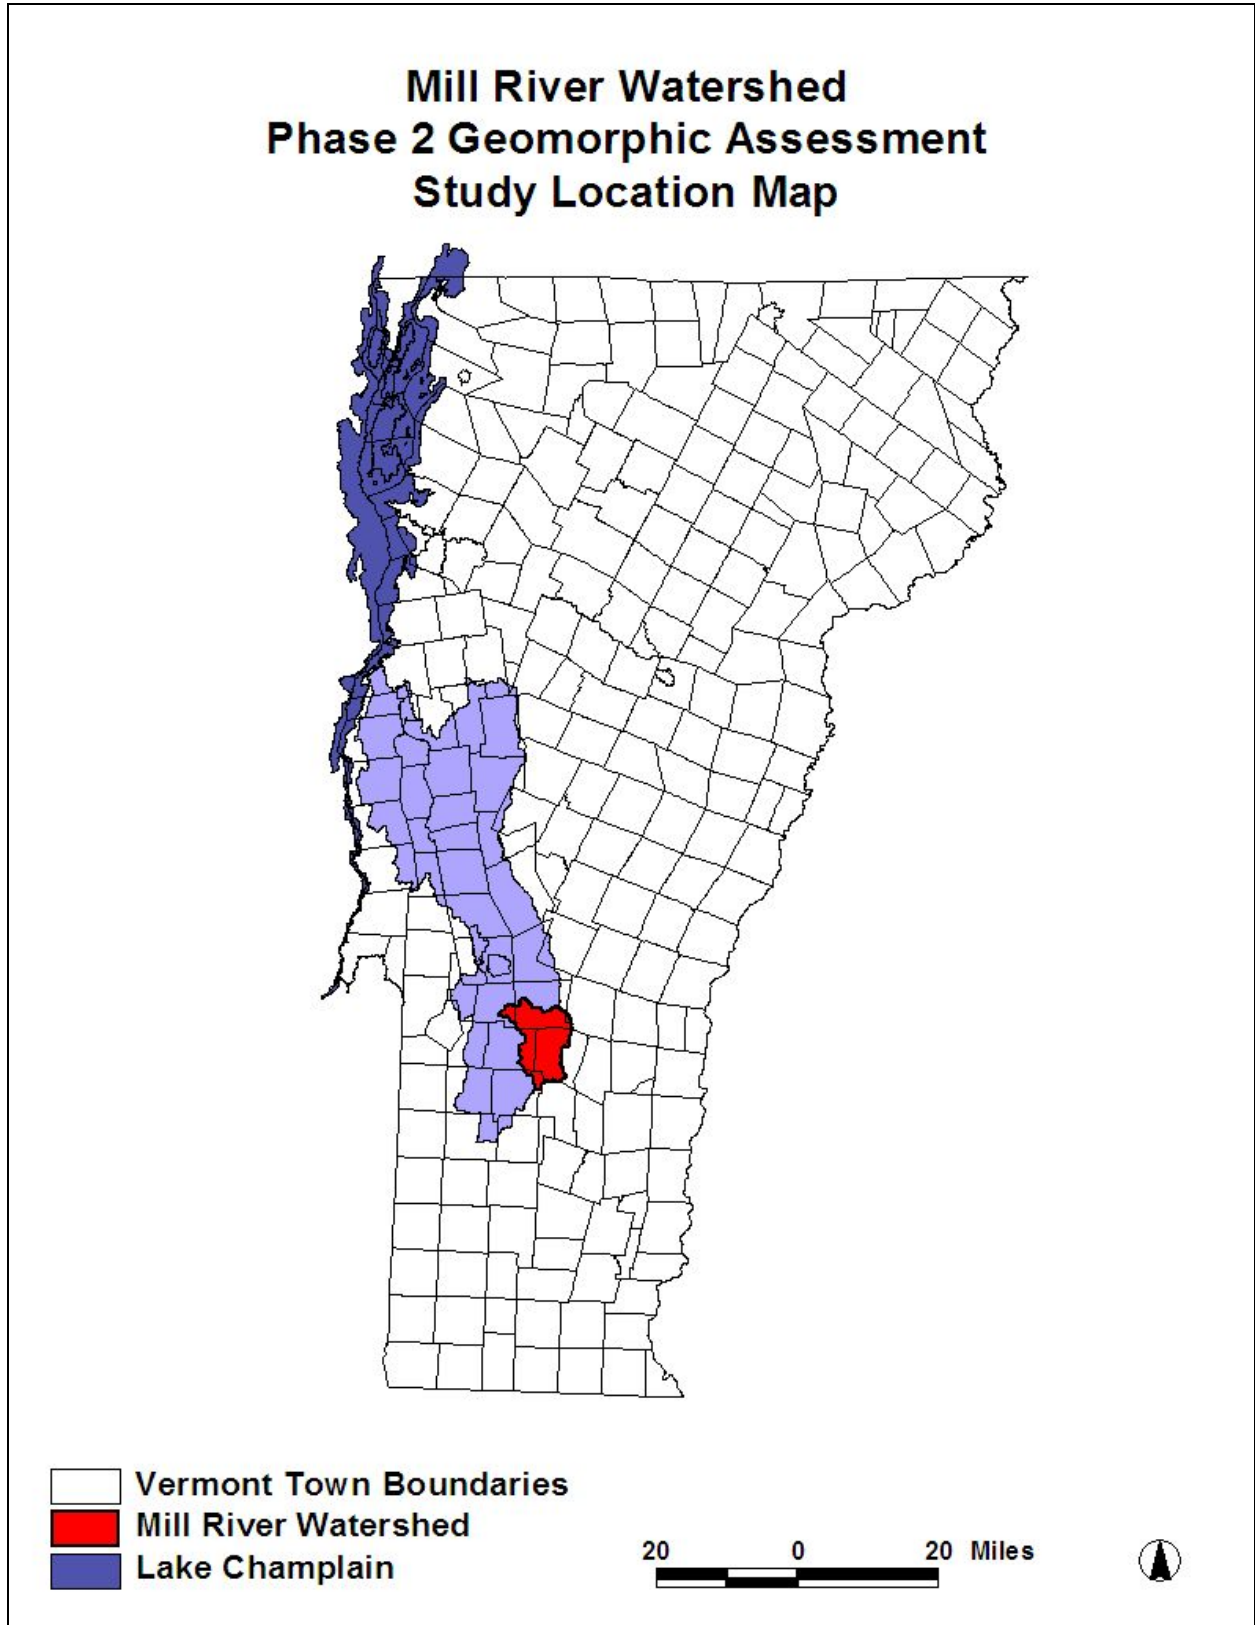 Mill River Watershed
Phase 2 Geomorphic Assessment
Study Location Map
Vermont Town Boundaries
Mill River Watershed
Lake Champlain
20 0 20 Miles